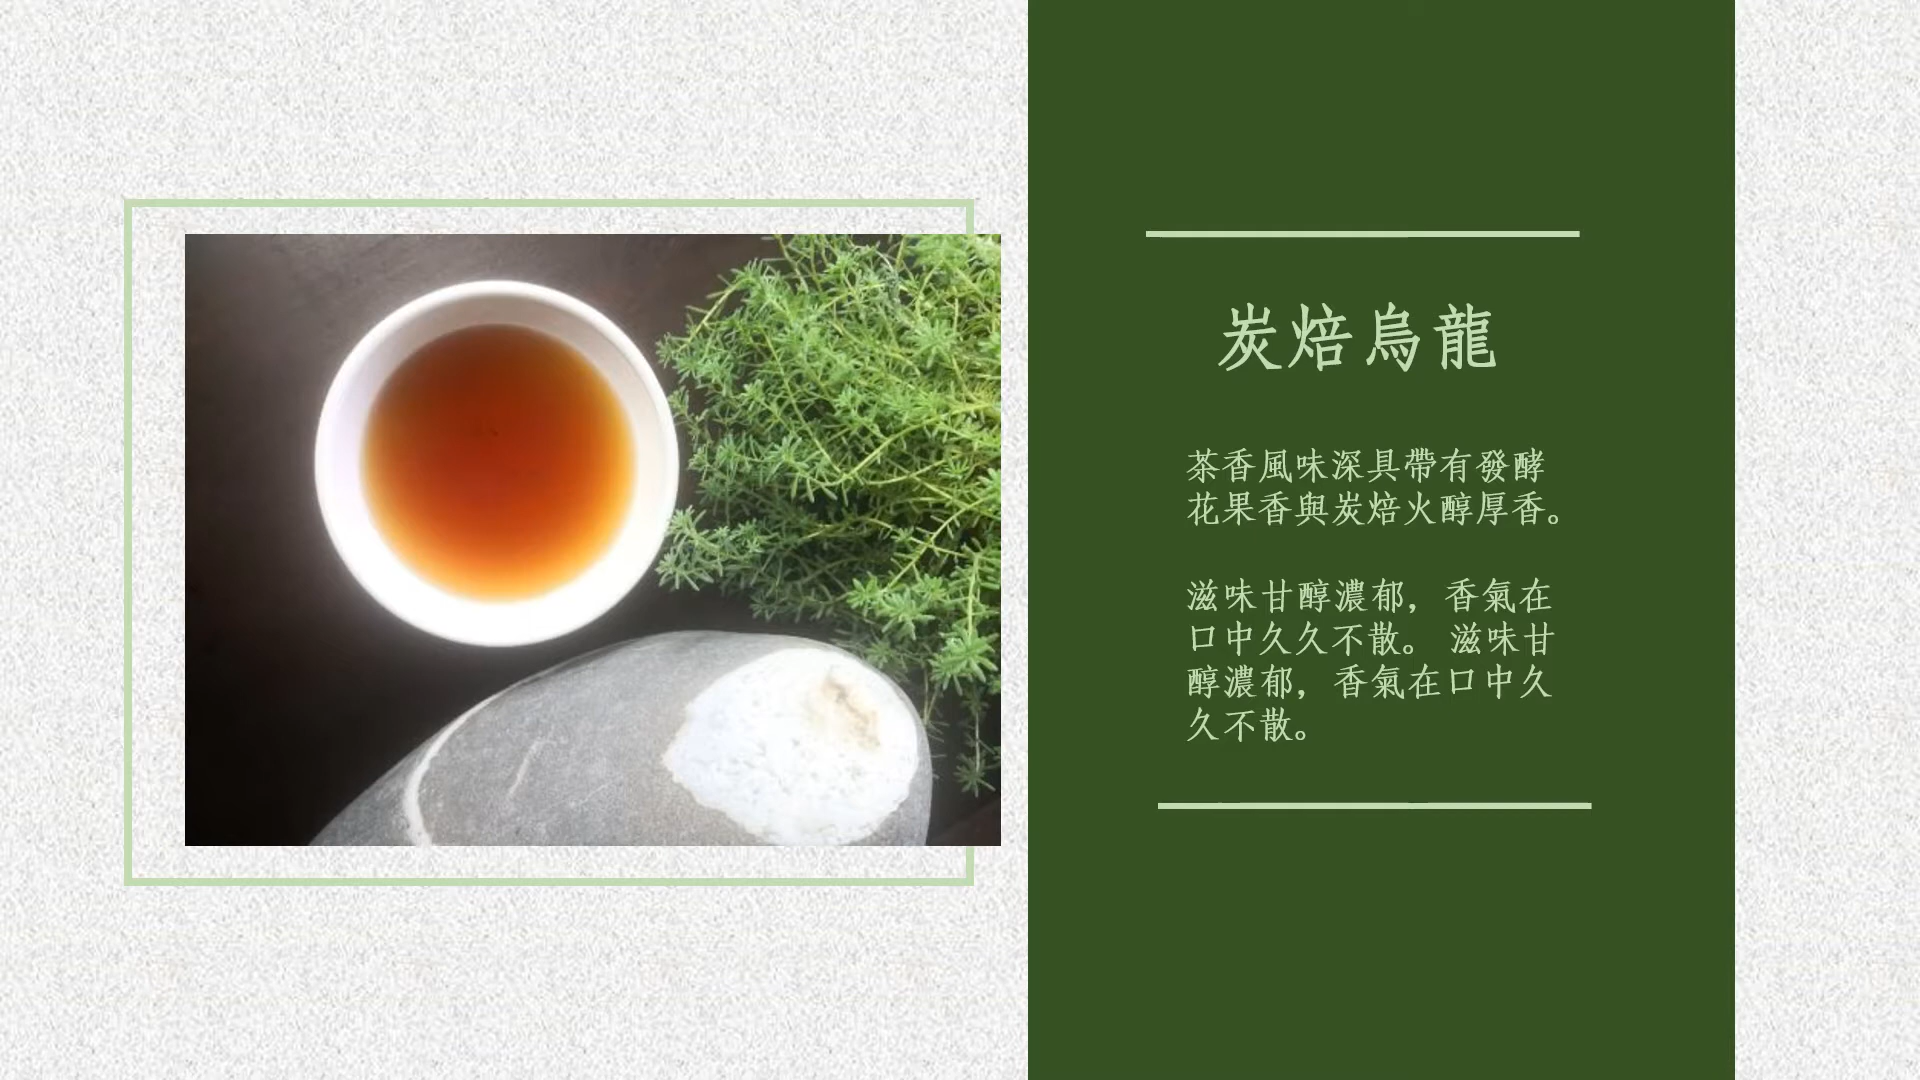 炭焙烏龍
茶香風味深具帶有發酵
花果香與炭焙火醇厚香。
滋味甘醇濃郁，香氣在
口中久久不散。 滋味甘
醇濃郁，香氣在口中久
久不散。